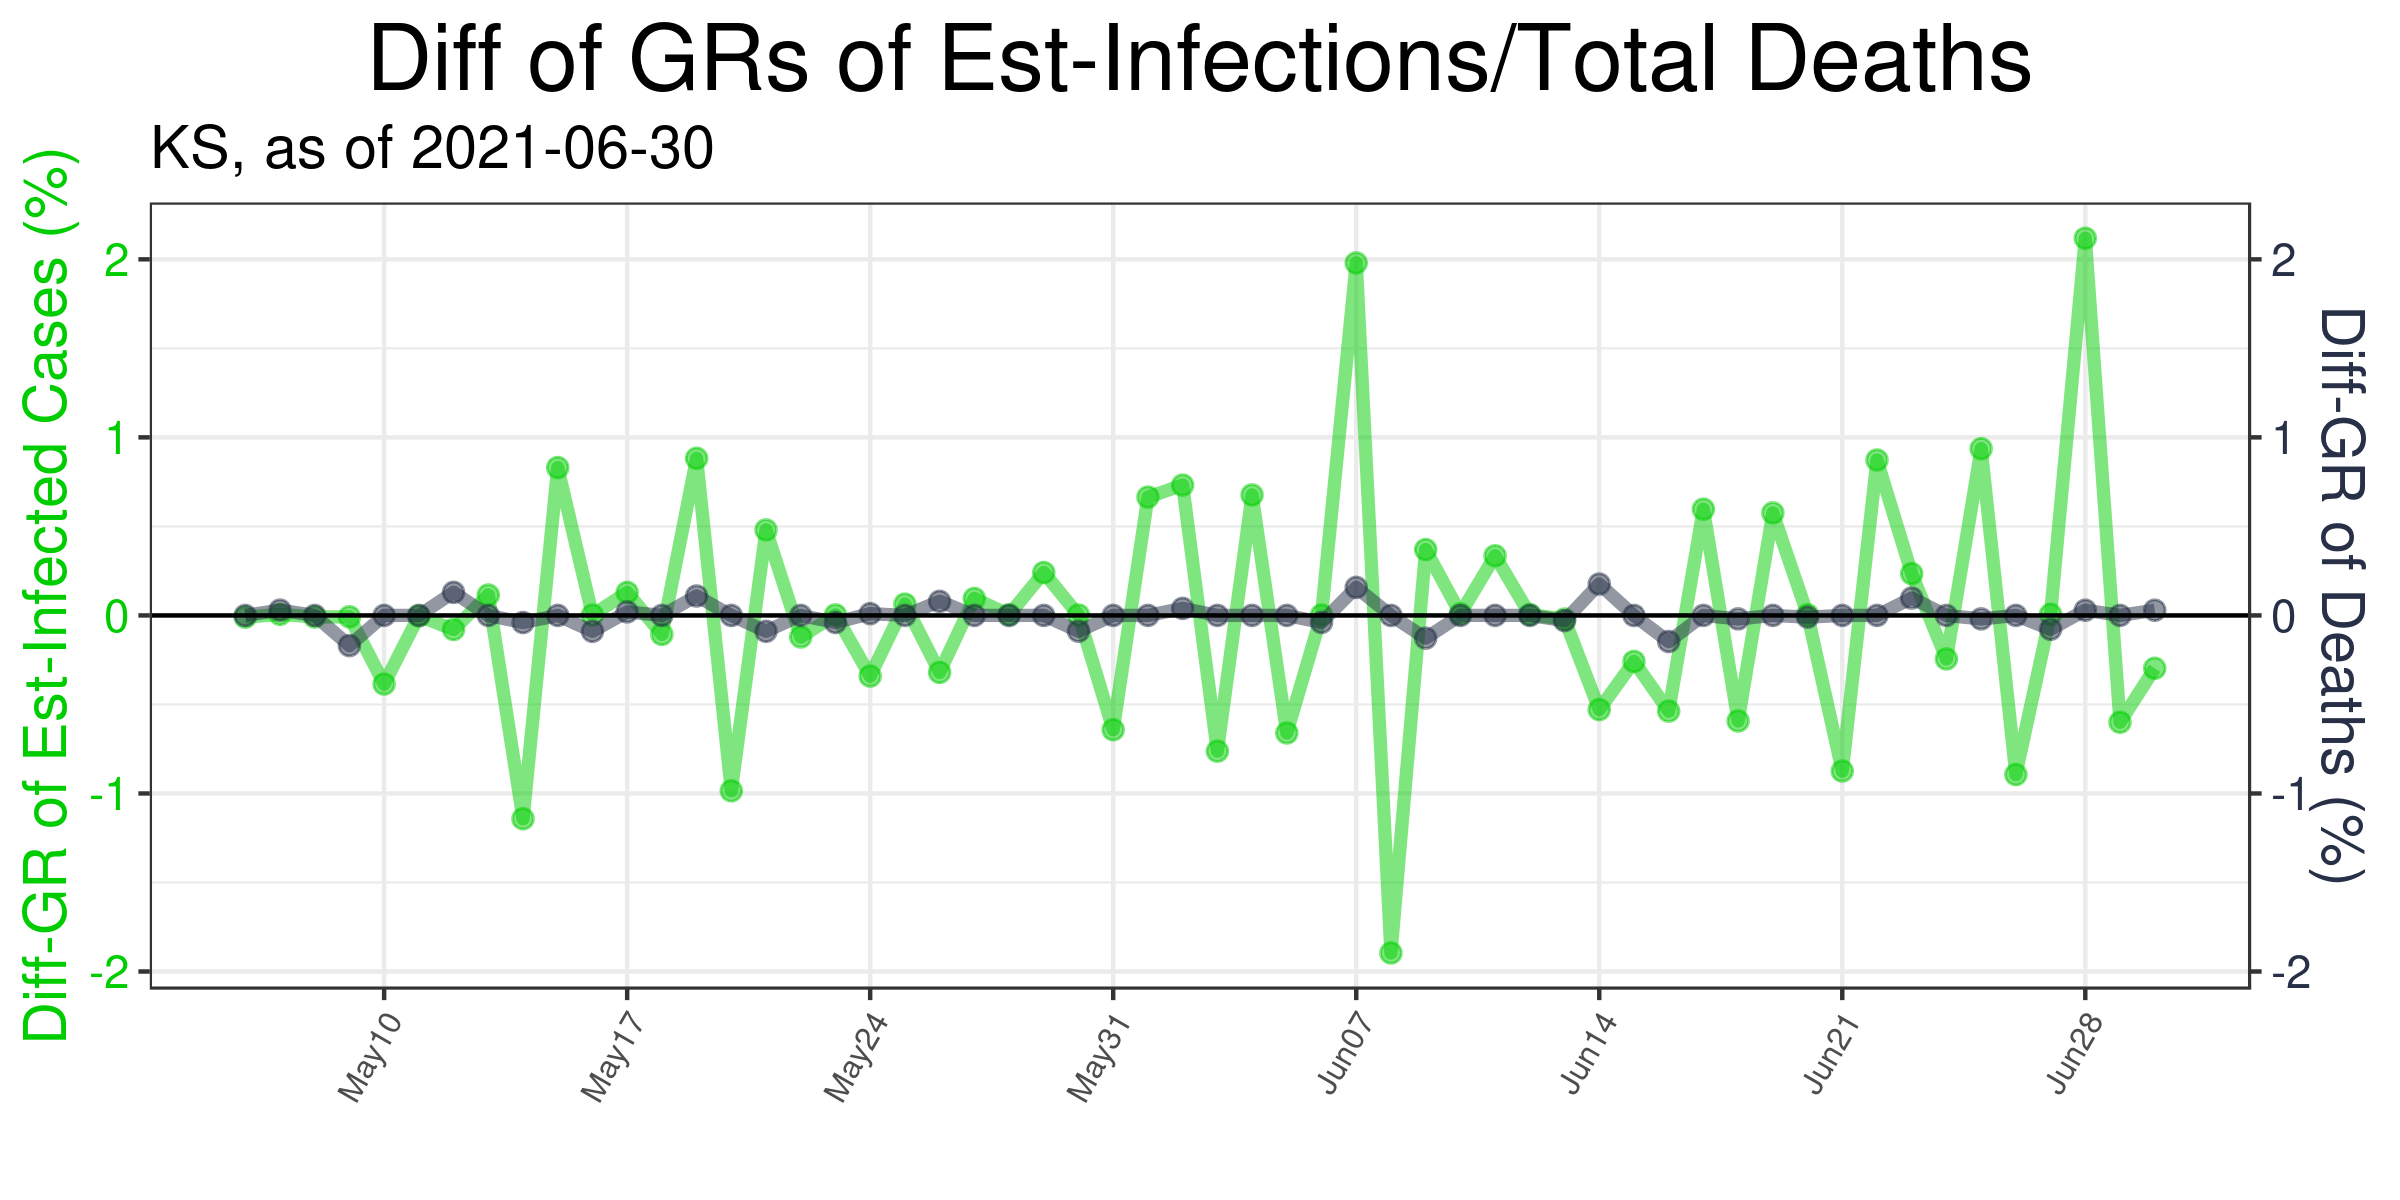 Diff of GRs of Est-Infections/Total Deaths
KS, as of 2021-06-30
Diff-GR of Est-Infected Cases (%)
2
1
0
-1
-2
2
1
0
-1
-2
Diff-GR of Deaths (%)
May10
May17
May24
May31
Jun07
Jun14
Jun21
Jun28